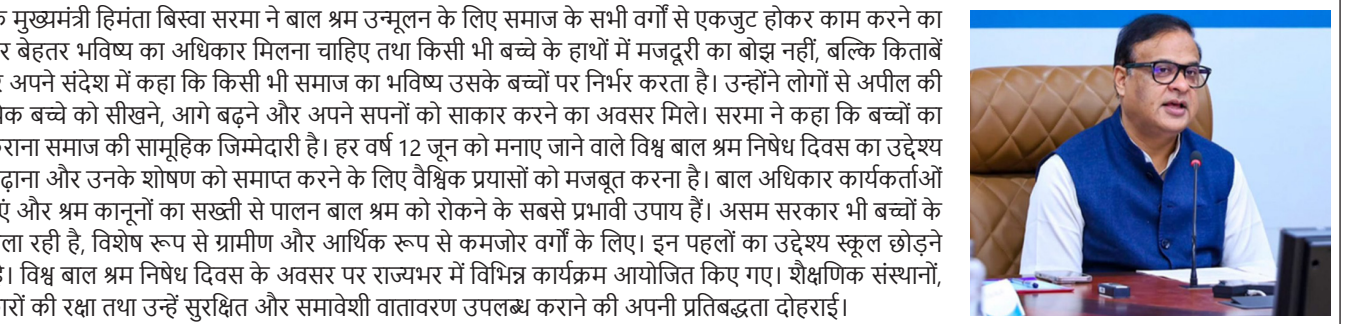 मुख्यमंत्री हिमंता बिस्वा सरमा ने बाल श्रम उन्मूलन के लिए समाज के सभी वर्गों से एकजुट होकर काम करने का
बेहतर भविष्य का अधिकार मिलना चाहिए तथा किसी भी बच्चे के हाथों में मजदूरी का बोझ नहीं, बल्कि किताबें
अपने संदेश में कहा कि किसी भी समाज का भविष्य उसके बच्चों पर निर्भर करता है। उन्होंने लोगों से अपील की
बच्चे को सीखने, आगे बढ़ने और अपने सपनों को साकार करने का अवसर मिले। सरमा ने कहा कि बच्चों का
कराना समाज की सामूहिक जिम्मेदारी है। हर वर्ष 12 जून को मनाए जाने वाले विश्व बाल श्रम निषेध दिवस का उद्देश्य
और उनके शोषण को समाप्त करने के लिए वैश्विक प्रयासों को मजबूत करना है। बाल अधिकार कार्यकर्ताओं
और श्रम कानूनों का सख्ती से पालन बाल श्रम को रोकने के सबसे प्रभावी उपाय हैं। असम सरकार भी बच्चों के
रही है, विशेष रूप से ग्रामीण और आर्थिक रूप से कमजोर वर्गों के लिए। इन पहलों का उद्देश्य स्कूल छोड़ने
है। विश्व बाल श्रम निषेध दिवस के अवसर पर राज्यभर में विभिन्न कार्यक्रम आयोजित किए गए। शैक्षणिक संस्थानों,
की रक्षा तथा उन्हें सुरक्षित और समावेशी वातावरण उपलब्ध कराने की अपनी प्रतिबद्धता दोहराई।